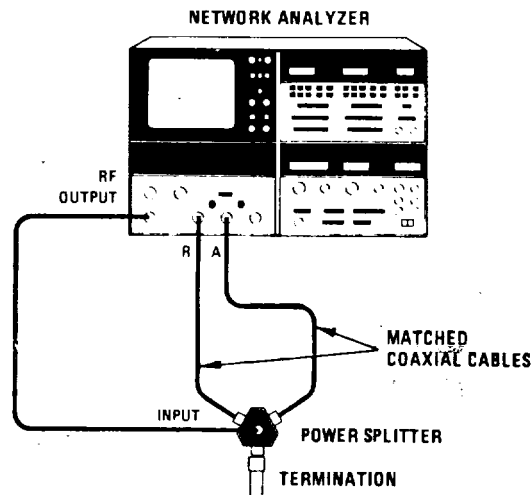 NETWORK ANALYZER
RF
OUTPUT
R A
MATCHED
COAXIAL CABLES
INPUT
POWER SPLITTER
TERMINATION